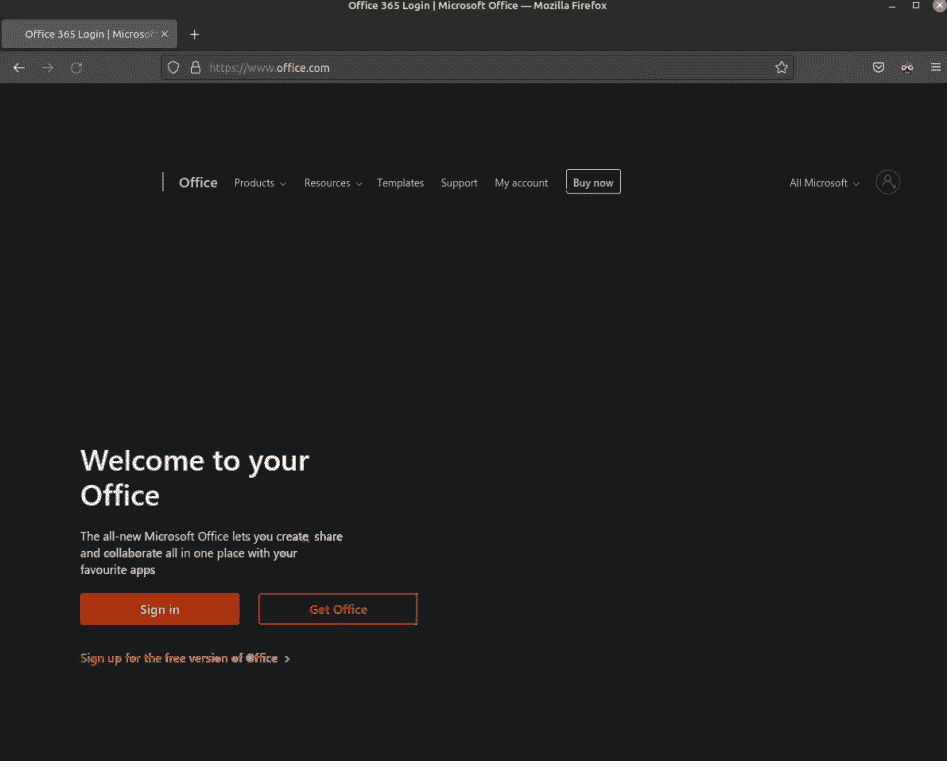 Office 365 Login | Microsoft Office — Mozilla Firefox
Office 365 Login | Microsoft
https://www.office.com
Office Products Resources Templates Support My account Buy now All Microsoft
Welcome to your
Office
The all-new Microsoft Office lets you create, share
and collaborate all in one place with your
favourite apps
Sign in Get Office
Sign up for the free version of Office